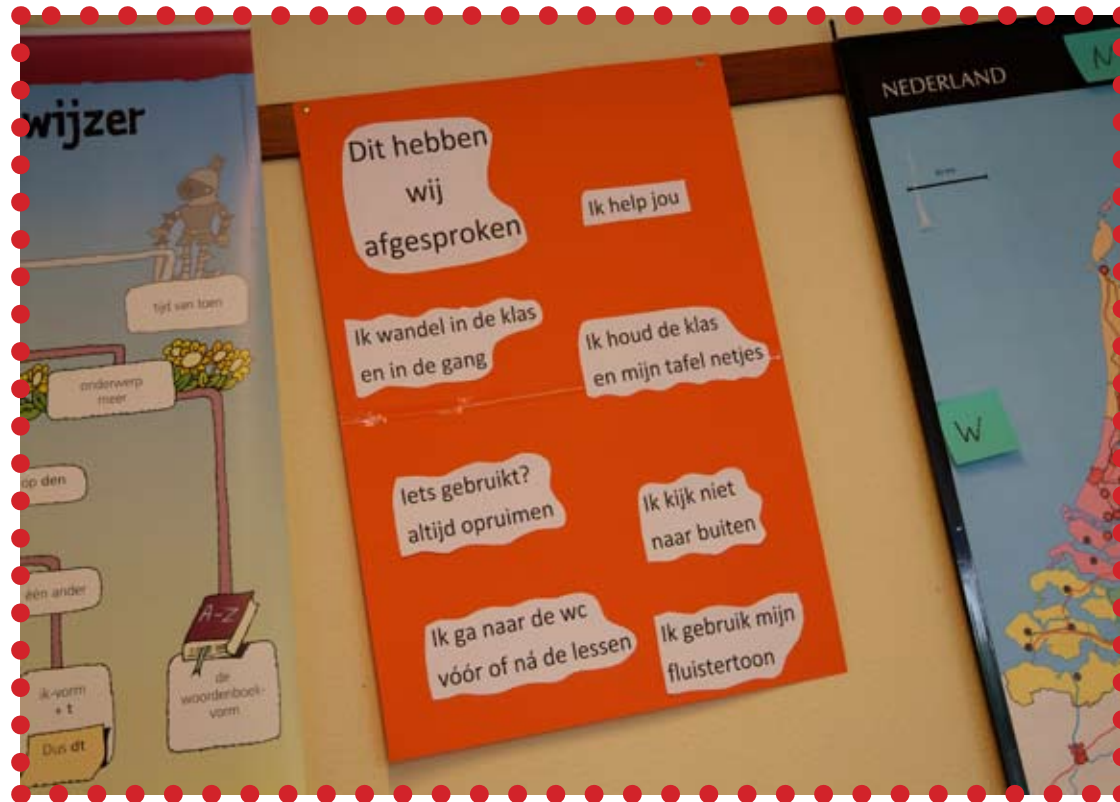 wijzer
tijd van toen
onderwerp
meer
op den
één ander
ik-vorm
+ t
Dus dt
A-Z
de
woordenboek-
vorm
Dit hebben
wij
afgesproken
Ik help jou
Ik wandel in de klas
en in de gang
Ik houd de klas
en mijn tafel netjes
Iets gebruikt?
altijd opruimen
Ik kijk niet
naar buiten
Ik ga naar de wc
vóór of ná de lessen
Ik gebruik mijn
fluistertoon
NEDERLAND
N
W